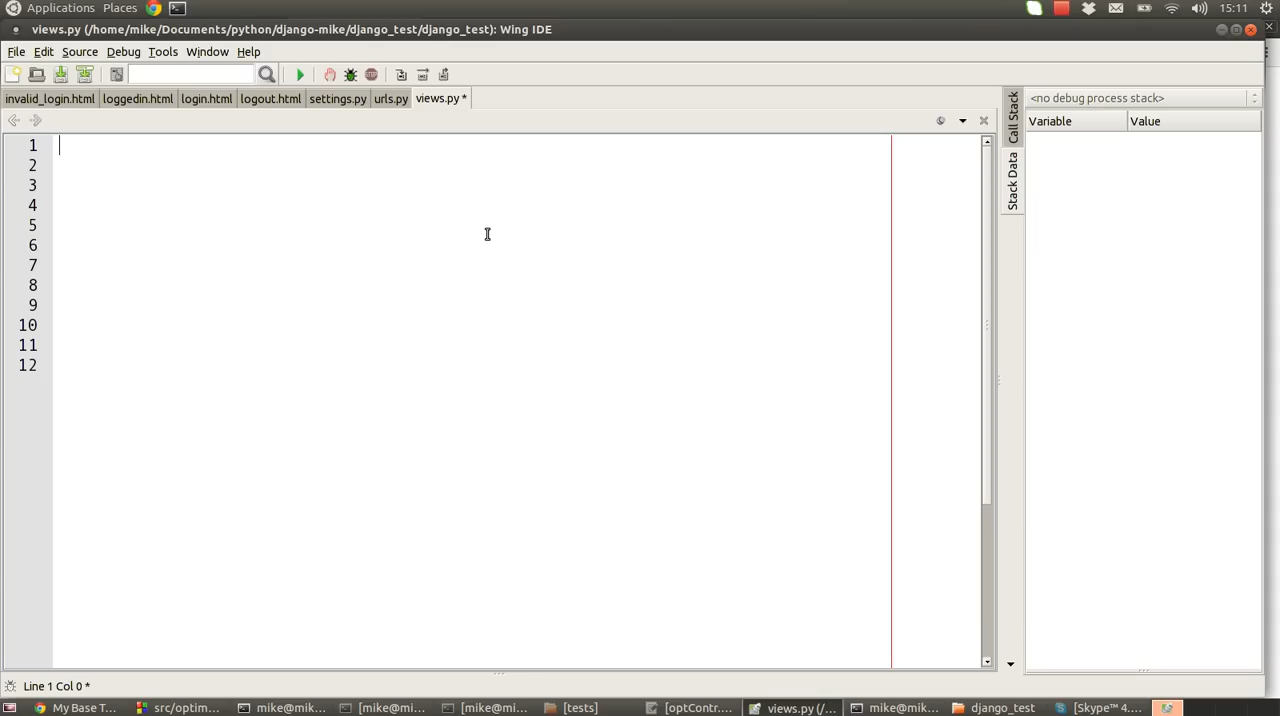 Applications Places 15:11
views.py (/home/mike/Documents/python/django-mike/django_test/django_test): Wing IDE
File Edit Source Debug Tools Window Help
invalid_login.html loggedin.html login.html logout.html settings.py urls.py views.py * <no debug process stack>
Variable Value
Call Stack
Stack Data
1
2
3
4
5
6
7
8
9
10
11
12
Line 1 Col 0 *
My Base T... src/optim... mike@mik... [mike@mi... [mike@mi... [tests] [optContr... views.py (/... mike@mik... django_test [Skype™ 4....